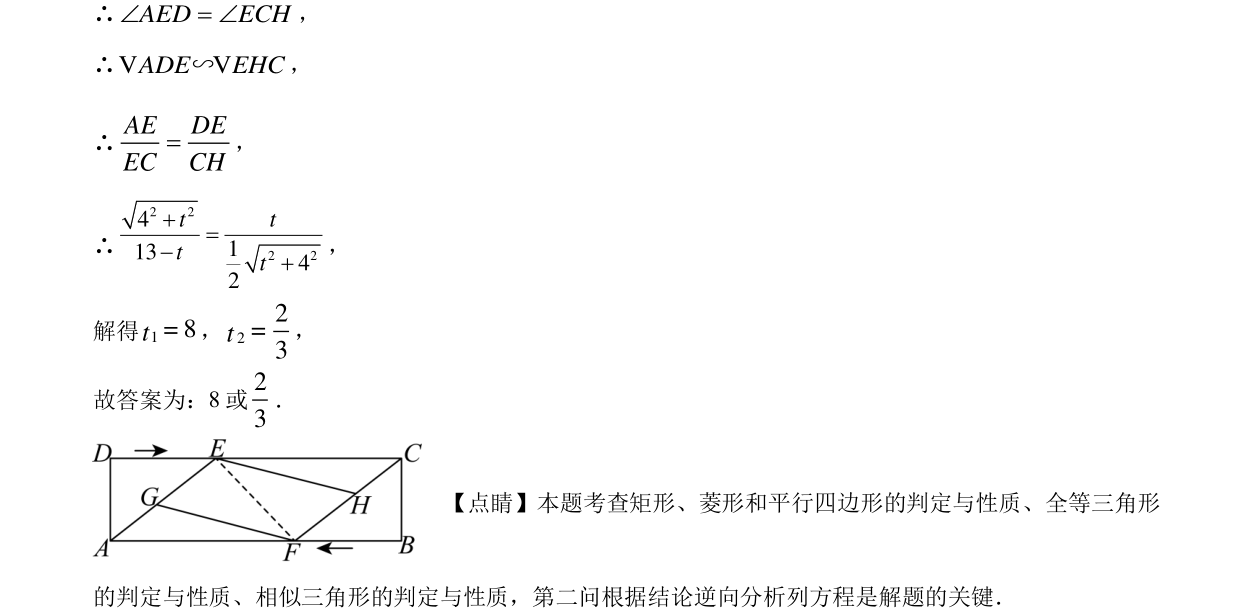 ∴∠AED = ∠ECH，
∴VADE∽VEHC，
∴AE/EC = DE/CH，
∴√(4²+t²)/(13−t) = t/((1/2)√(t²+4²))，
解得t₁=8，t₂=2/3，
故答案为：8或2/3．
D E C
G H
A F B
【点睛】本题考查矩形、菱形和平行四边形的判定与性质、全等三角形
的判定与性质、相似三角形的判定与性质，第二问根据结论逆向分析列方程是解题的关键．